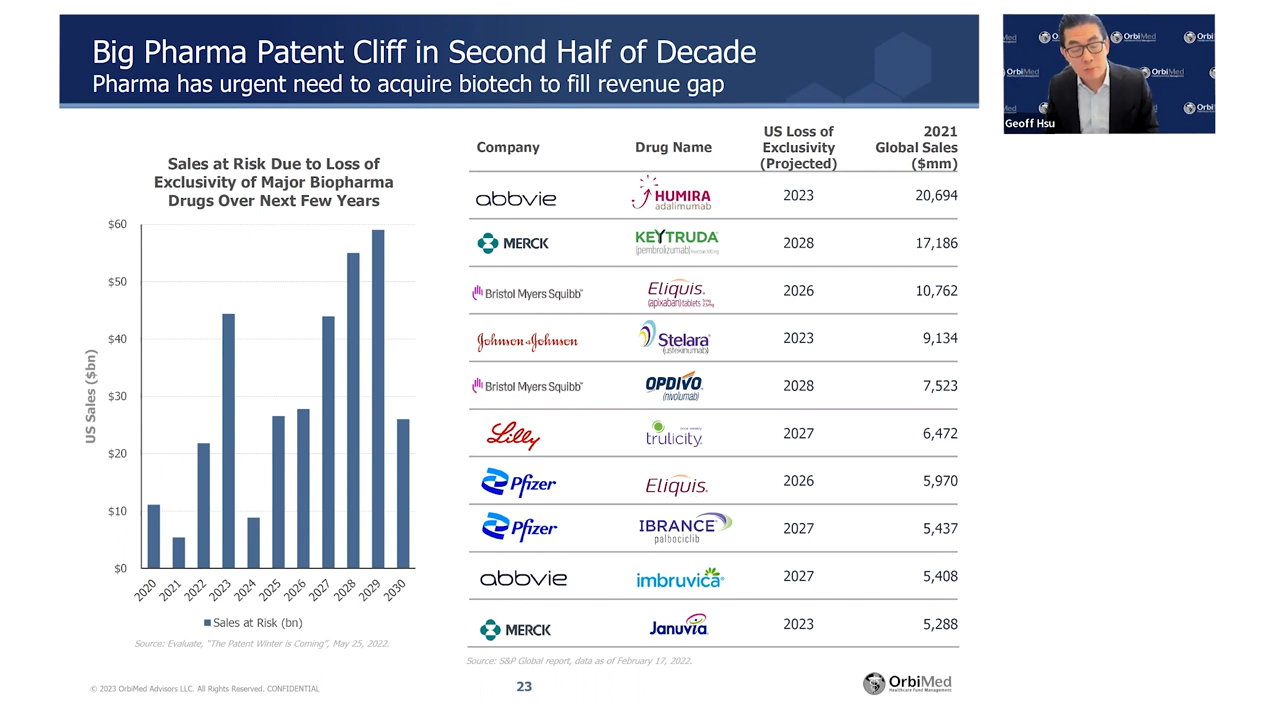 Big Pharma Patent Cliff in Second Half of Decade
Pharma has urgent need to acquire biotech to fill revenue gap
OrbiMed
OrbiMed
Geoff Hsu
Sales at Risk Due to Loss of
Exclusivity of Major Biopharma
Drugs Over Next Few Years
US Sales ($bn)
$60
$50
$40
$30
$20
$10
$0
2020 2021 2022 2023 2024 2025 2026 2027 2028 2029 2030
Sales at Risk (bn)
Source: Evaluate, "The Patent Winter is Coming", May 25, 2022.
Company Drug Name US Loss of Exclusivity (Projected) 2021 Global Sales ($mm)
abbvie HUMIRA adalimumab 2023 20,694
MERCK KEYTRUDA (pembrolizumab) 2028 17,186
Bristol Myers Squibb Eliquis (apixaban) tablets 2026 10,762
Johnson & Johnson Stelara (ustekinumab) 2023 9,134
Bristol Myers Squibb OPDIVO (nivolumab) 2028 7,523
Lilly trulicity 2027 6,472
Pfizer Eliquis 2026 5,970
Pfizer IBRANCE palbociclib 2027 5,437
abbvie imbruvica 2027 5,408
MERCK Januvia 2023 5,288
Source: S&P Global report, data as of February 17, 2022.
© 2023 OrbiMed Advisors LLC. All Rights Reserved. CONFIDENTIAL
23
OrbiMed
Healthcare Fund Management